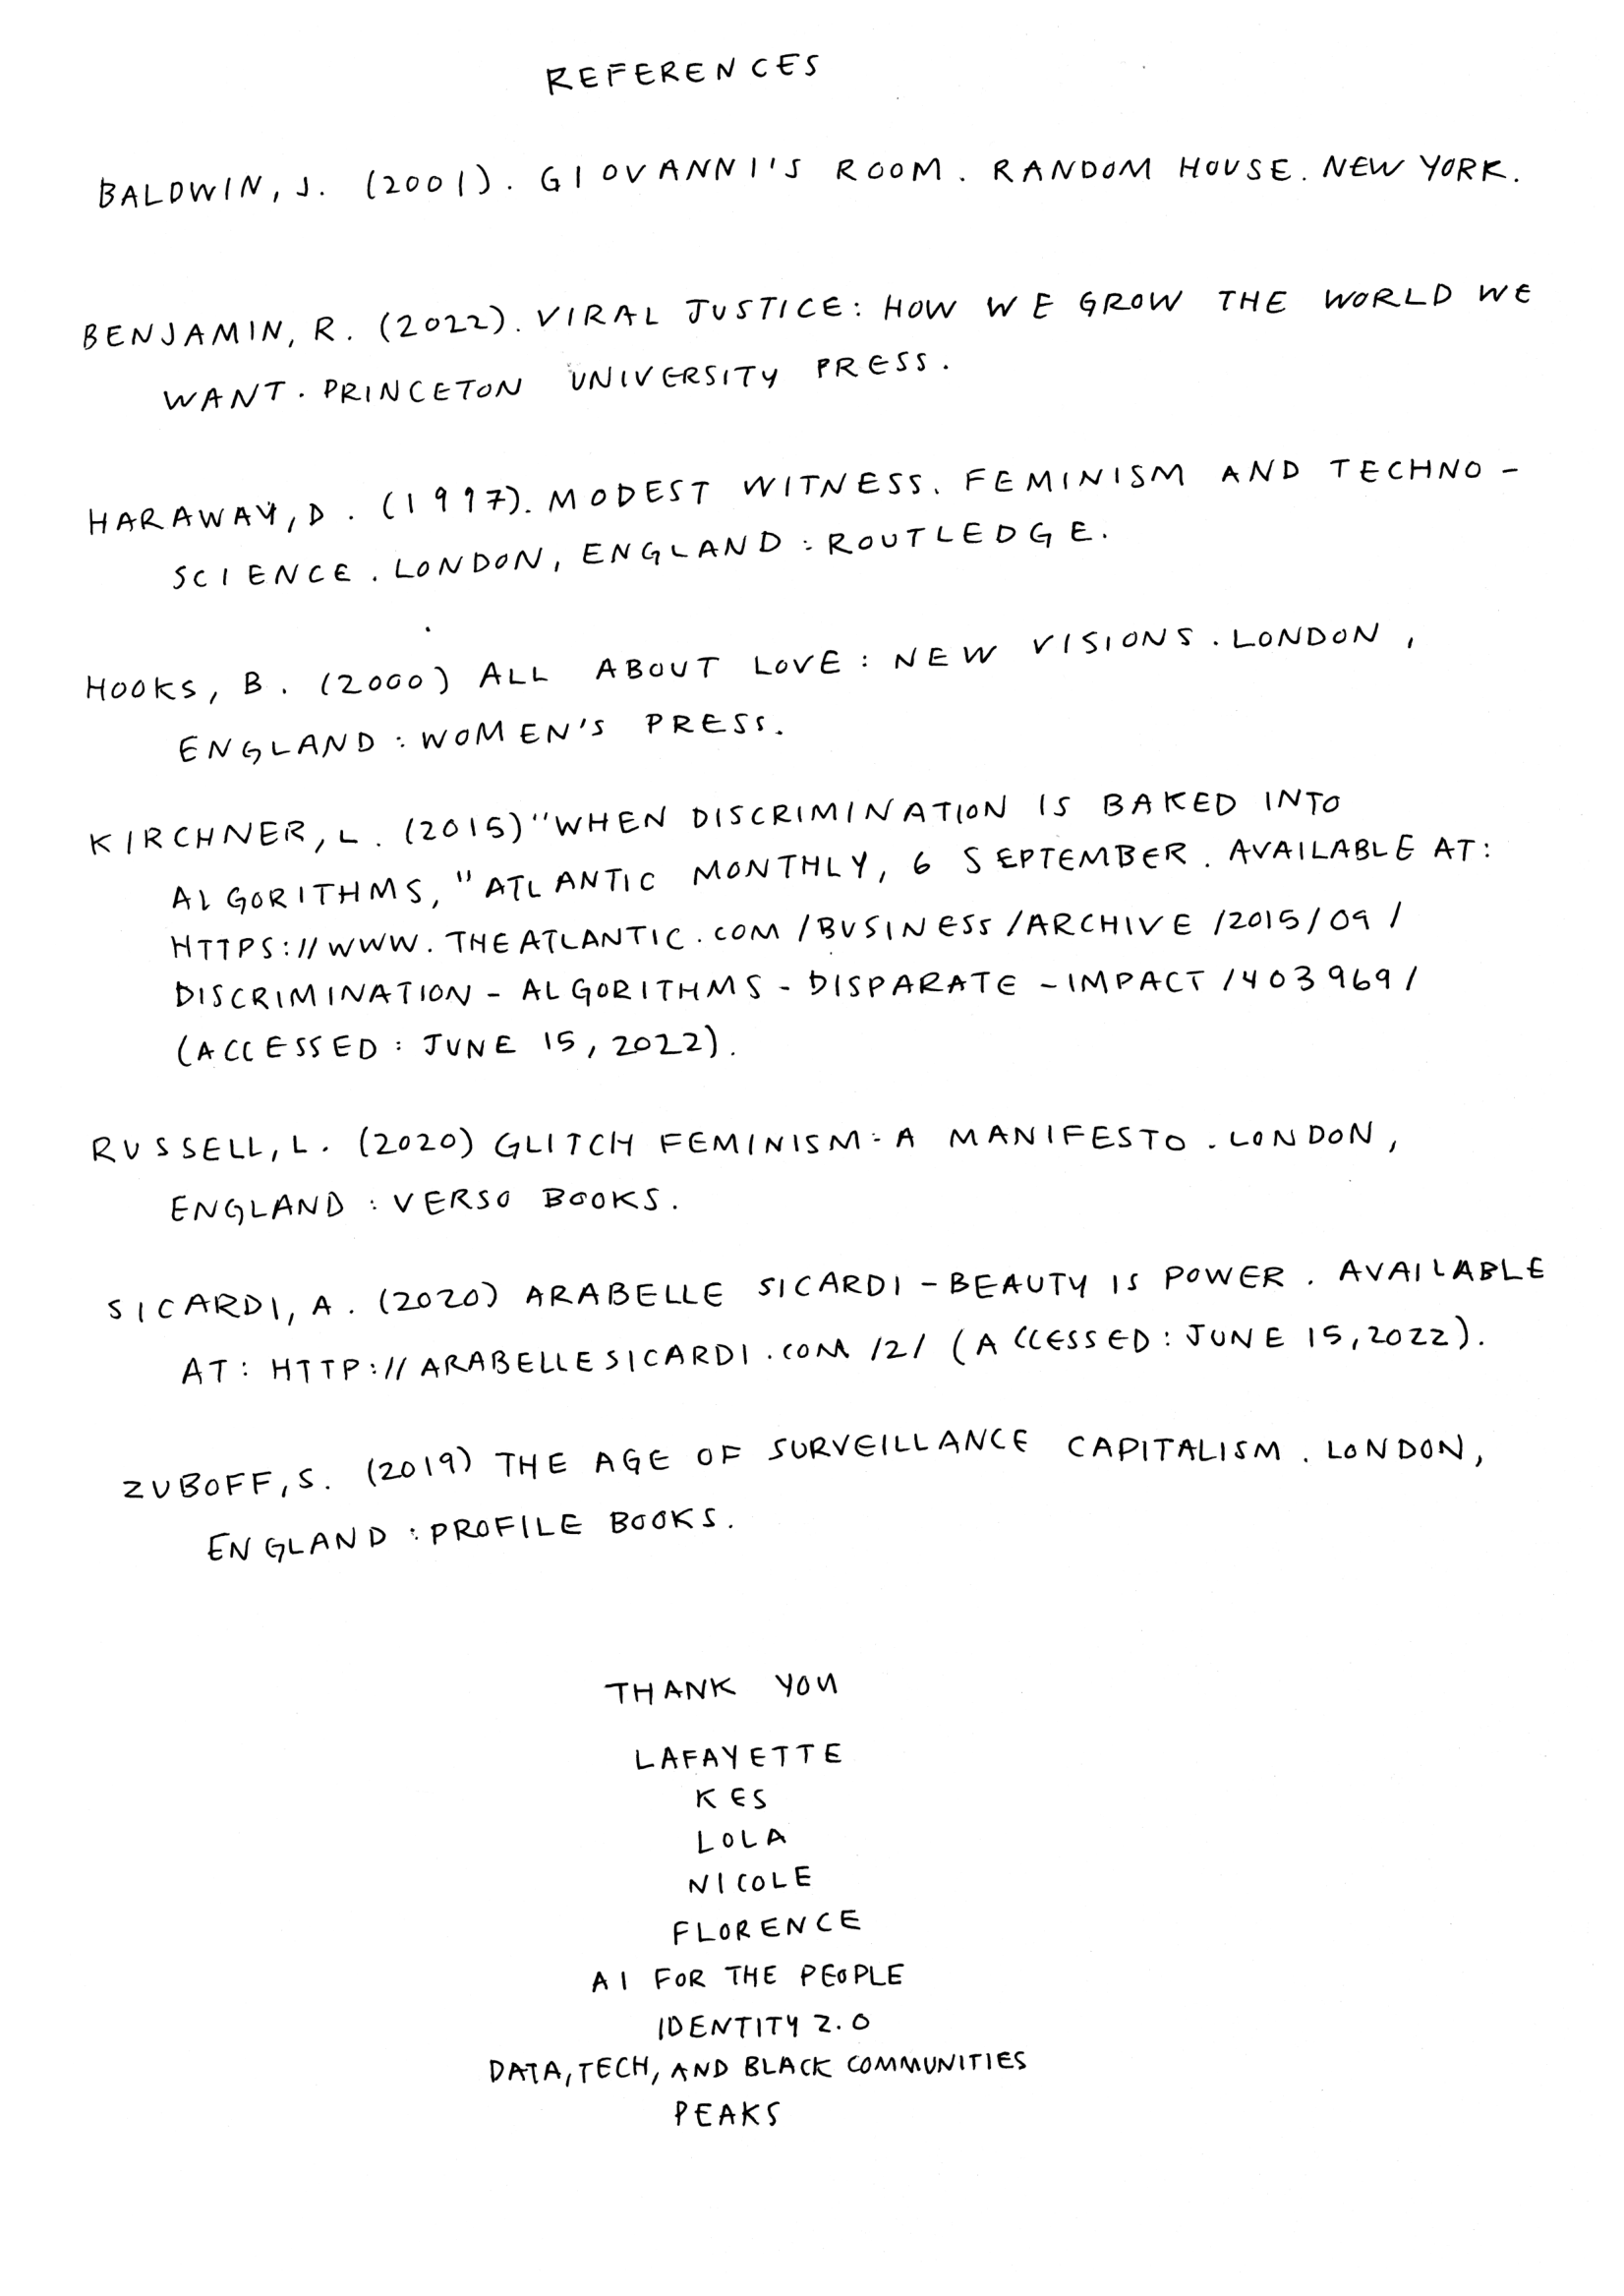 REFERENCES
BALDWIN, J. (2001). GIOVANNI'S ROOM. RANDOM HOUSE. NEW YORK.
BENJAMIN, R. (2022). VIRAL JUSTICE: HOW WE GROW THE WORLD WE
WANT. PRINCETON UNIVERSITY PRESS.
HARAWAY, D. (1997). MODEST WITNESS. FEMINISM AND TECHNO-
SCIENCE. LONDON, ENGLAND: ROUTLEDGE.
HOOKS, B. (2000) ALL ABOUT LOVE: NEW VISIONS. LONDON,
ENGLAND: WOMEN'S PRESS.
KIRCHNER, L. (2015) "WHEN DISCRIMINATION IS BAKED INTO
ALGORITHMS, "ATLANTIC MONTHLY, 6 SEPTEMBER. AVAILABLE AT:
HTTPS://WWW.THEATLANTIC.COM/BUSINESS/ARCHIVE/2015/09/
DISCRIMINATION-ALGORITHMS-DISPARATE-IMPACT/403969/
(ACCESSED: JUNE 15, 2022).
RUSSELL, L. (2020) GLITCH FEMINISM: A MANIFESTO. LONDON,
ENGLAND: VERSO BOOKS.
SICARDI, A. (2020) ARABELLE SICARDI - BEAUTY IS POWER. AVAILABLE
AT: HTTP://ARABELLESICARDI.COM/2/ (ACCESSED: JUNE 15, 2022).
ZUBOFF, S. (2019) THE AGE OF SURVEILLANCE CAPITALISM. LONDON,
ENGLAND: PROFILE BOOKS.
THANK YOU
LAFAYETTE
KES
LOLA
NICOLE
FLORENCE
AI FOR THE PEOPLE
IDENTITY 2.0
DATA, TECH, AND BLACK COMMUNITIES
PEAKS